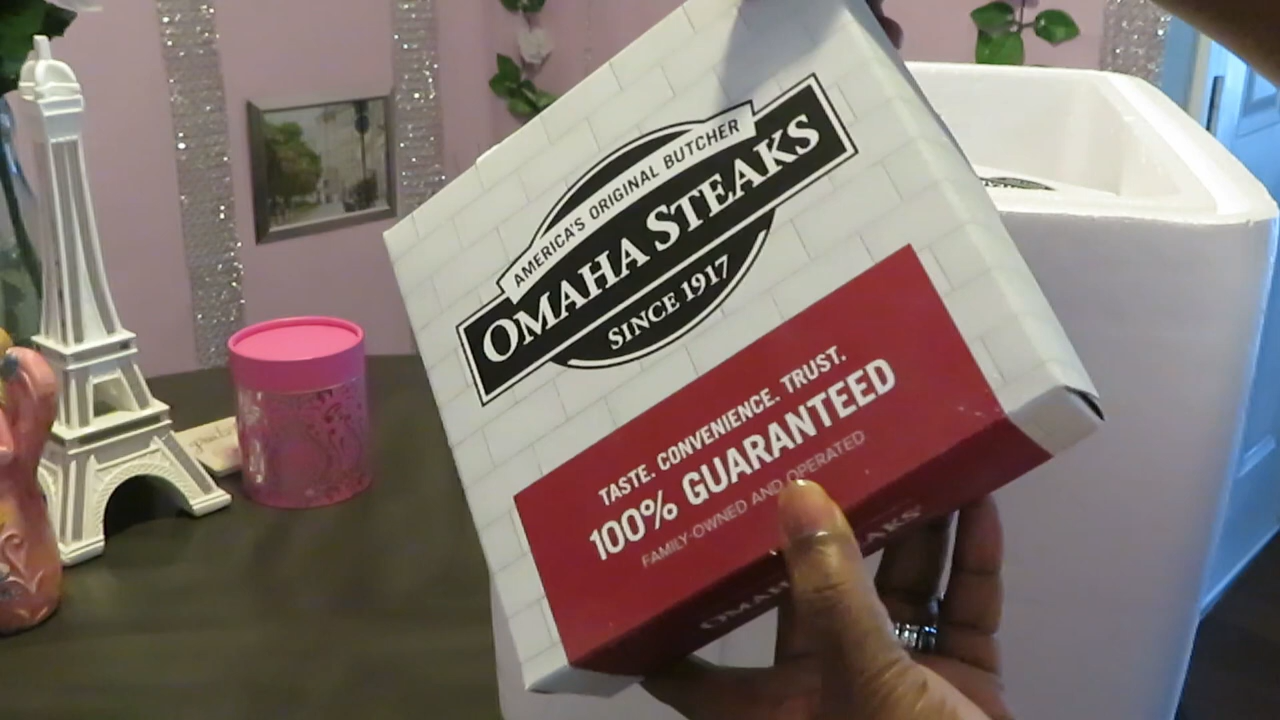 AMERICA'S ORIGINAL BUTCHER
OMAHA STEAKS
SINCE 1917
TASTE. CONVENIENCE. TRUST.
100% GUARANTEED
FAMILY-OWNED AND OPERATED